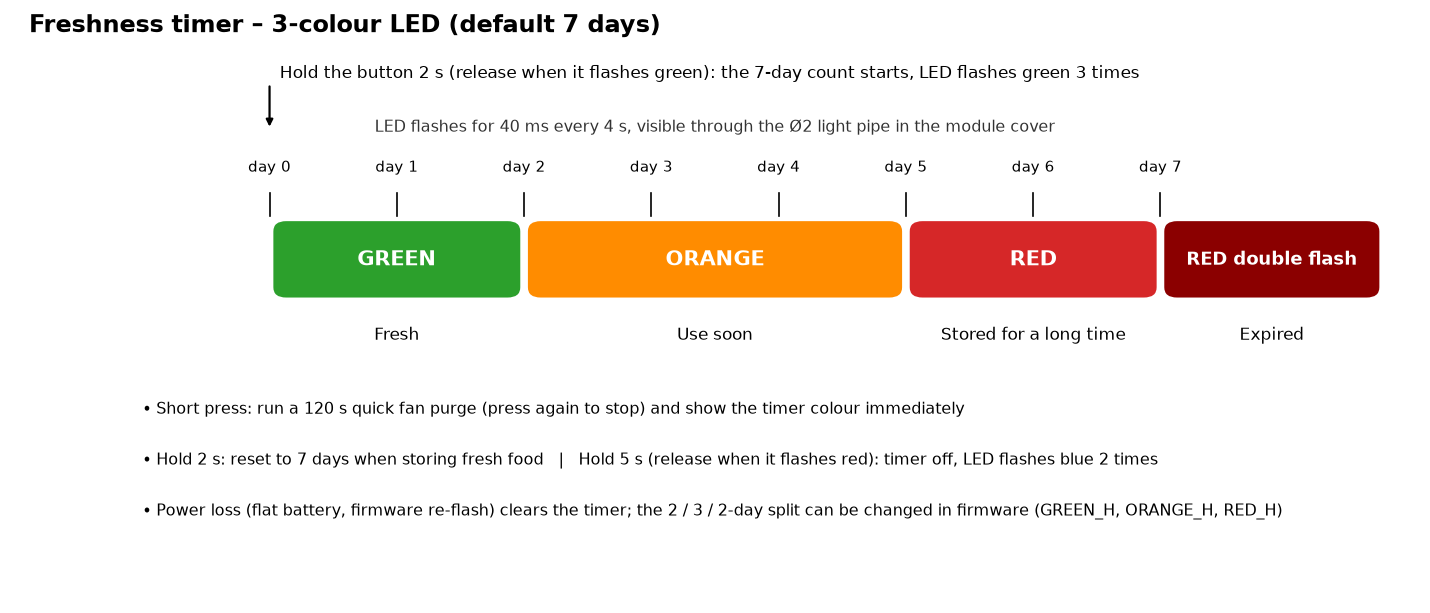 Freshness timer – 3-colour LED (default 7 days)
Hold the button 2 s (release when it flashes green): the 7-day count starts, LED flashes green 3 times
LED flashes for 40 ms every 4 s, visible through the Ø2 light pipe in the module cover
day 0 day 1 day 2 day 3 day 4 day 5 day 6 day 7
GREEN ORANGE RED RED double flash
Fresh Use soon Stored for a long time Expired
• Short press: run a 120 s quick fan purge (press again to stop) and show the timer colour immediately
• Hold 2 s: reset to 7 days when storing fresh food | Hold 5 s (release when it flashes red): timer off, LED flashes blue 2 times
• Power loss (flat battery, firmware re-flash) clears the timer; the 2 / 3 / 2-day split can be changed in firmware (GREEN_H, ORANGE_H, RED_H)